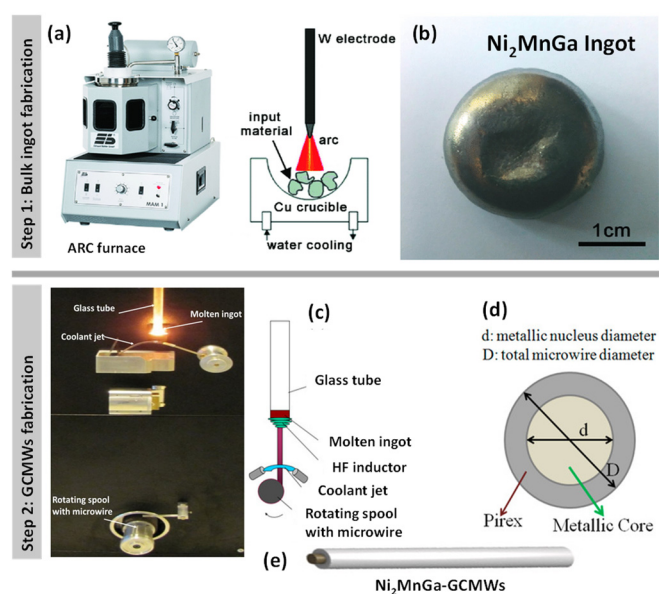 Step 1: Bulk ingot fabrication
(a)
ARC furnace
MAM 1
W electrode
input
material
arc
Cu crucible
water cooling
(b)
Ni₂MnGa Ingot
1cm
Step 2: GCMWs fabrication
Glass tube
Molten ingot
Coolant jet
Rotating spool
with microwire
(c)
Glass tube
Molten ingot
HF inductor
Coolant jet
Rotating spool
with microwire
(d)
d: metallic nucleus diameter
D: total microwire diameter
d
D
Pirex
Metallic Core
(e)
Ni₂MnGa-GCMWs